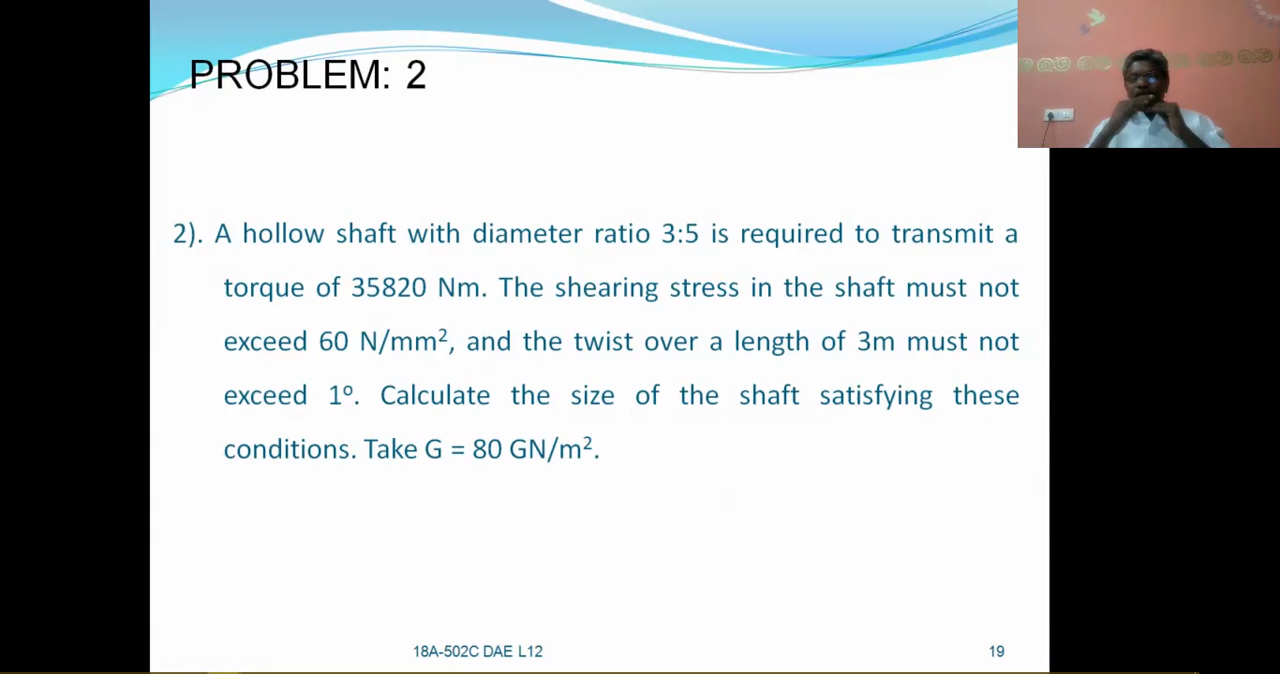 PROBLEM: 2
2). A hollow shaft with diameter ratio 3:5 is required to transmit a
torque of 35820 Nm. The shearing stress in the shaft must not
exceed 60 N/mm², and the twist over a length of 3m must not
exceed 1º. Calculate the size of the shaft satisfying these
conditions. Take G = 80 GN/m².
18A-502C DAE L12
19